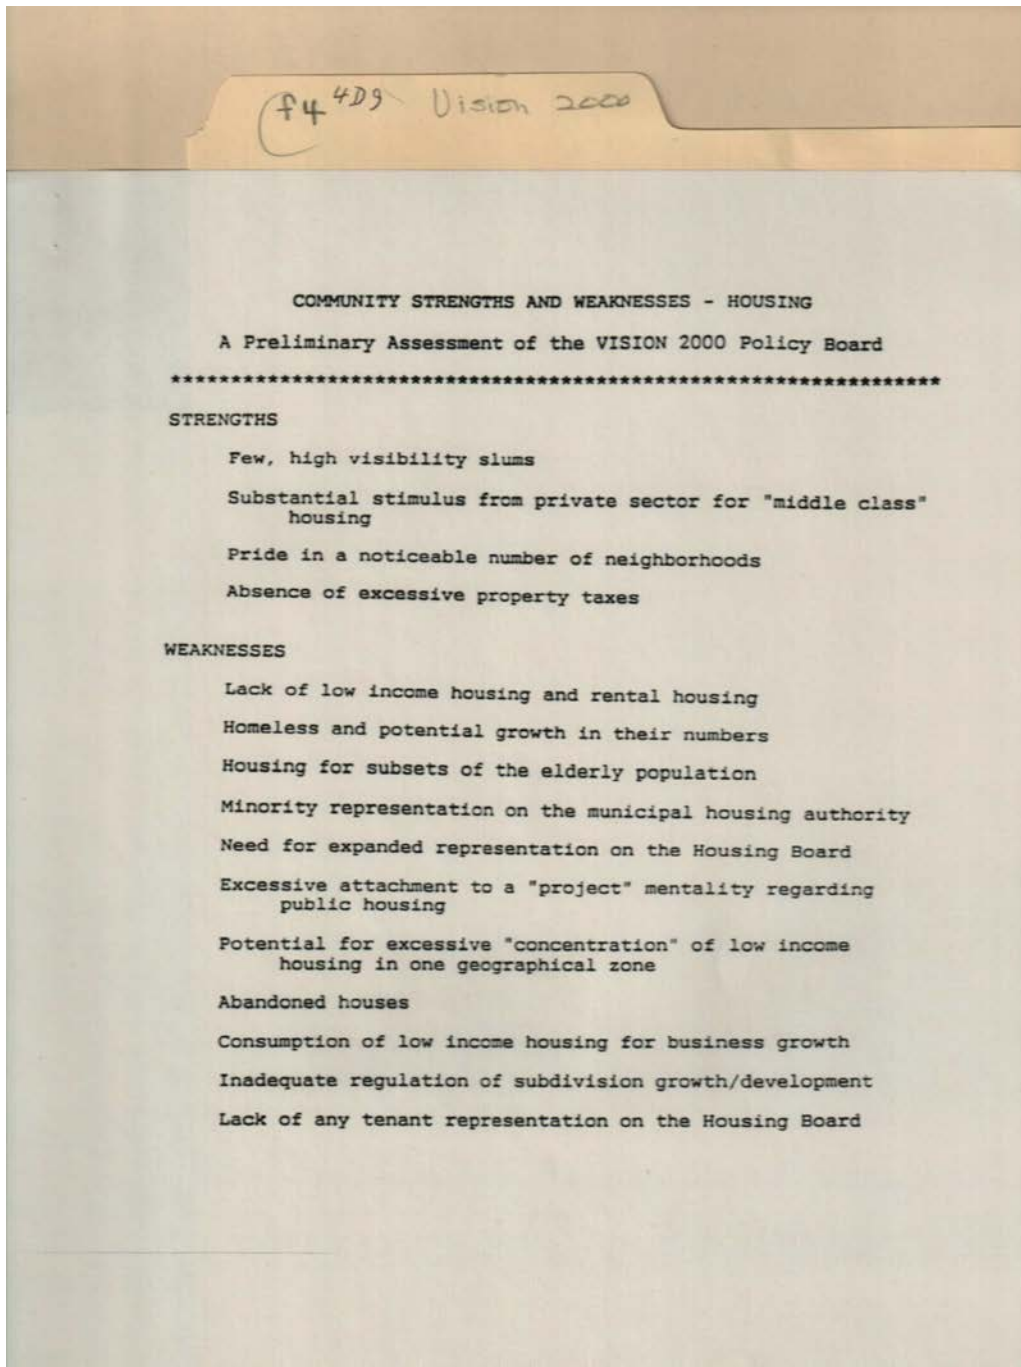 f4 4D9 Vision 2000
COMMUNITY STRENGTHS AND WEAKNESSES - HOUSING
A Preliminary Assessment of the VISION 2000 Policy Board
*****************************************************************
STRENGTHS
Few, high visibility slums
Substantial stimulus from private sector for "middle class"
housing
Pride in a noticeable number of neighborhoods
Absence of excessive property taxes
WEAKNESSES
Lack of low income housing and rental housing
Homeless and potential growth in their numbers
Housing for subsets of the elderly population
Minority representation on the municipal housing authority
Need for expanded representation on the Housing Board
Excessive attachment to a "project" mentality regarding
public housing
Potential for excessive "concentration" of low income
housing in one geographical zone
Abandoned houses
Consumption of low income housing for business growth
Inadequate regulation of subdivision growth/development
Lack of any tenant representation on the Housing Board